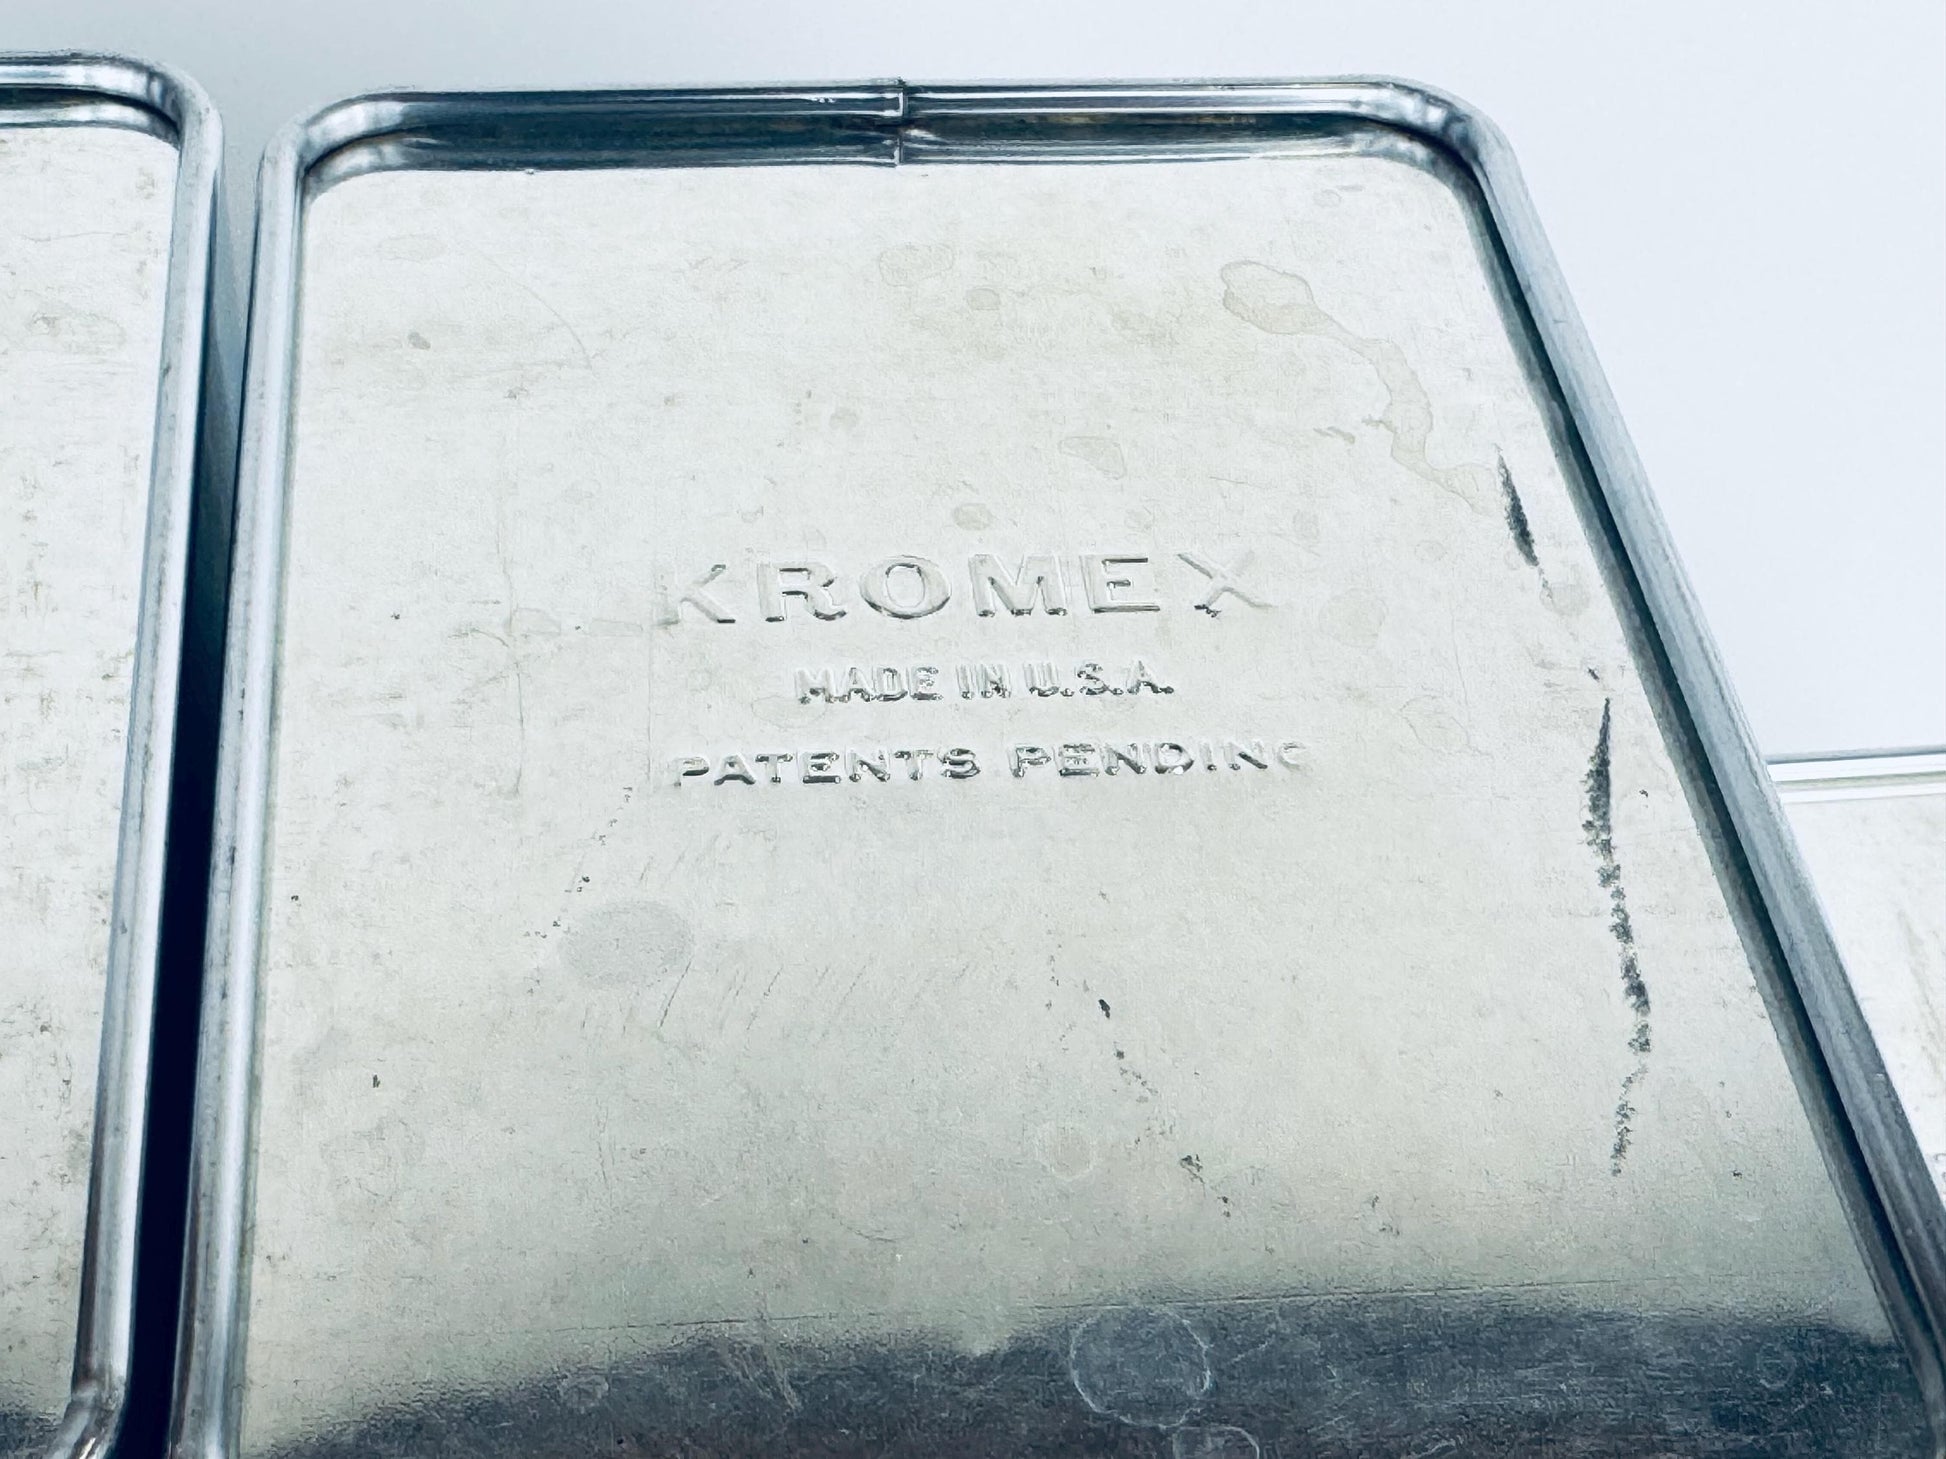 KROMEX
MADE IN U.S.A.
PATENTS PENDING